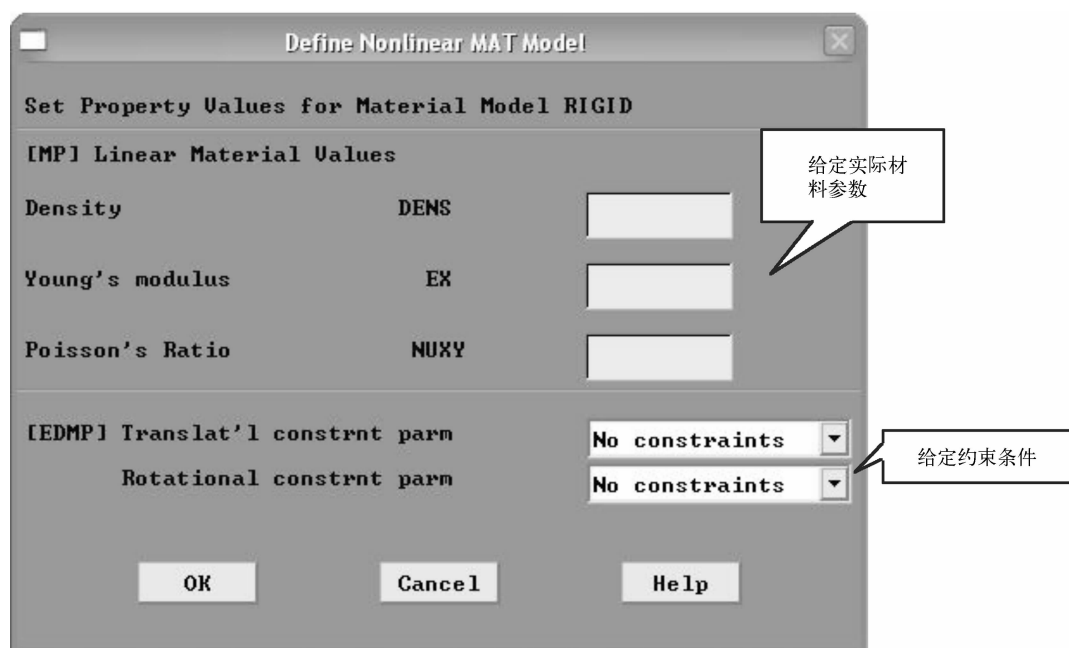 Define Nonlinear MAT Model
Set Property Values for Material Model RIGID
[MP] Linear Material Values
给定实际材
料参数
Density DENS
Young's modulus EX
Poisson's Ratio NUXY
[EDMP] Translat'l constrnt parm No constraints
Rotational constrnt parm No constraints
给定约束条件
OK Cancel Help